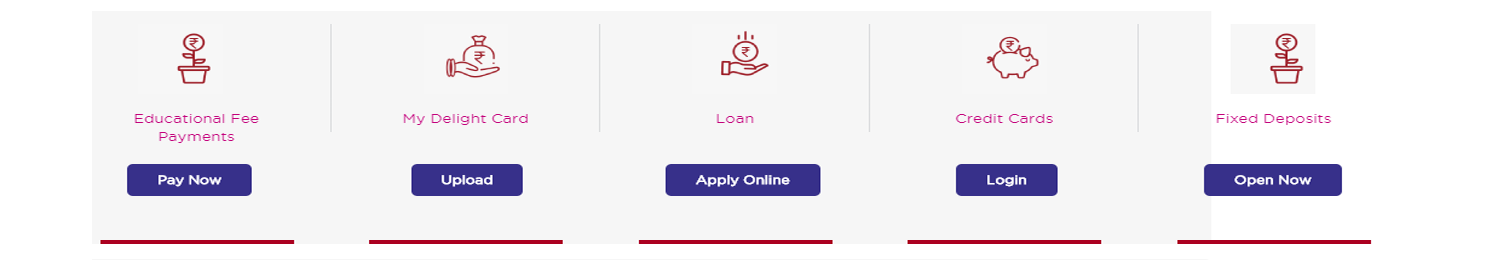 Educational Fee
Payments
Pay Now
My Delight Card
Upload
Loan
Apply Online
Credit Cards
Login
Fixed Deposits
Open Now